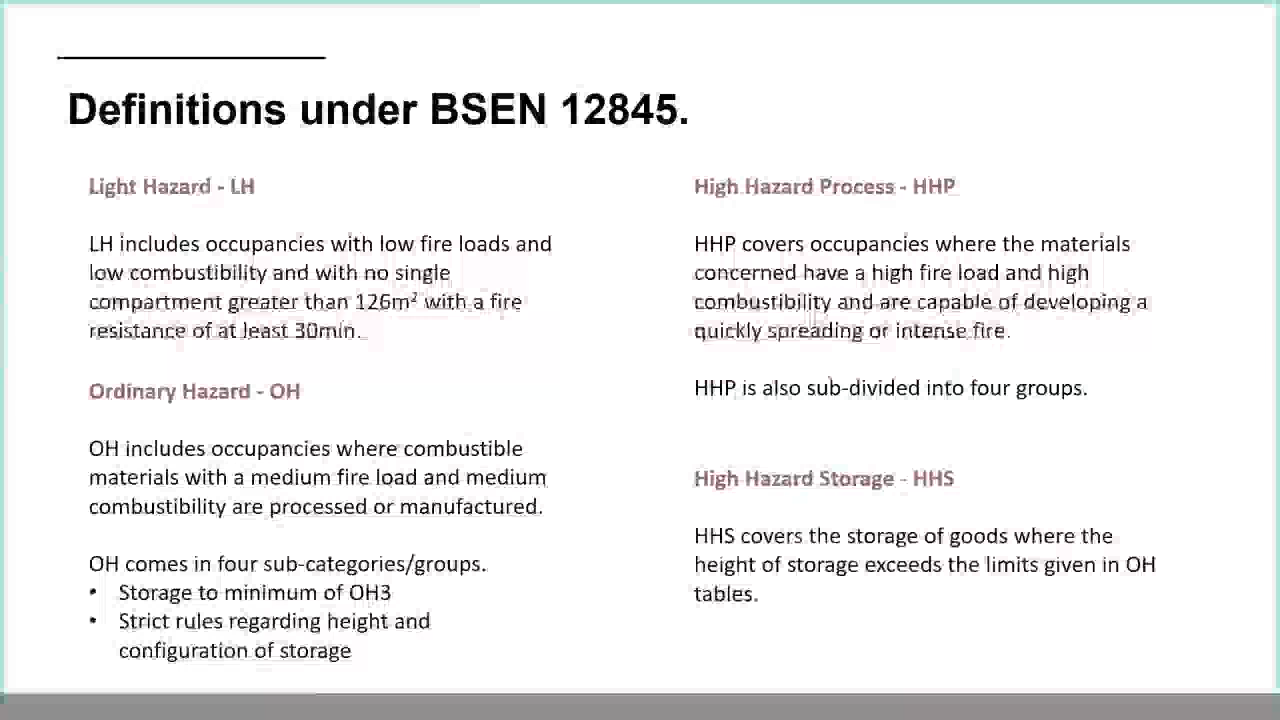 Definitions under BSEN 12845.
Light Hazard - LH
LH includes occupancies with low fire loads and
low combustibility and with no single
compartment greater than 126m² with a fire
resistance of at least 30min.
Ordinary Hazard - OH
OH includes occupancies where combustible
materials with a medium fire load and medium
combustibility are processed or manufactured.
OH comes in four sub-categories/groups.
• Storage to minimum of OH3
• Strict rules regarding height and
configuration of storage
High Hazard Process - HHP
HHP covers occupancies where the materials
concerned have a high fire load and high
combustibility and are capable of developing a
quickly spreading or intense fire.
HHP is also sub-divided into four groups.
High Hazard Storage - HHS
HHS covers the storage of goods where the
height of storage exceeds the limits given in OH
tables.